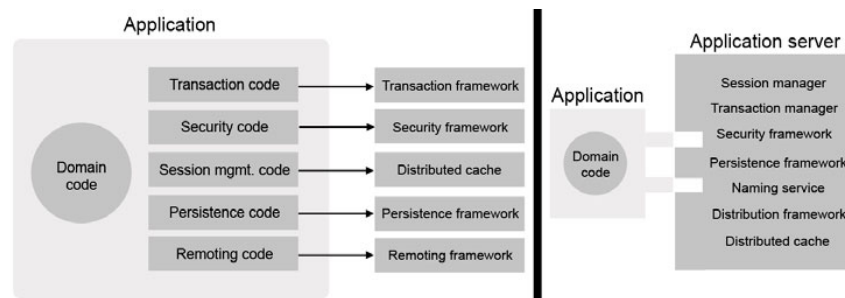 Application
Domain
code
Transaction code
Transaction framework
Security code
Security framework
Session mgmt. code
Distributed cache
Persistence code
Persistence framework
Remoting code
Remoting framework
Application
Domain
code
Application server
Session manager
Transaction manager
Security framework
Persistence framework
Naming service
Distribution framework
Distributed cache